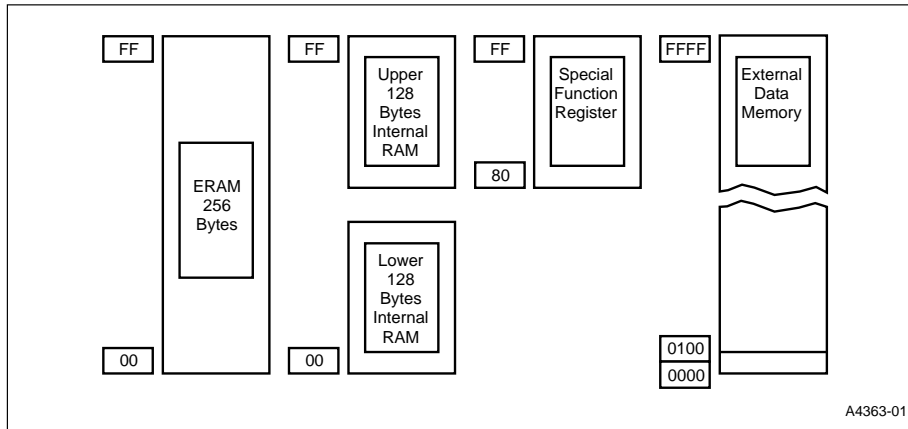 FF
ERAM
256
Bytes
00
FF
Upper
128
Bytes
Internal
RAM
Lower
128
Bytes
Internal
RAM
00
FF
Special
Function
Register
80
FFFF
External
Data
Memory
0100
0000
A4363-01